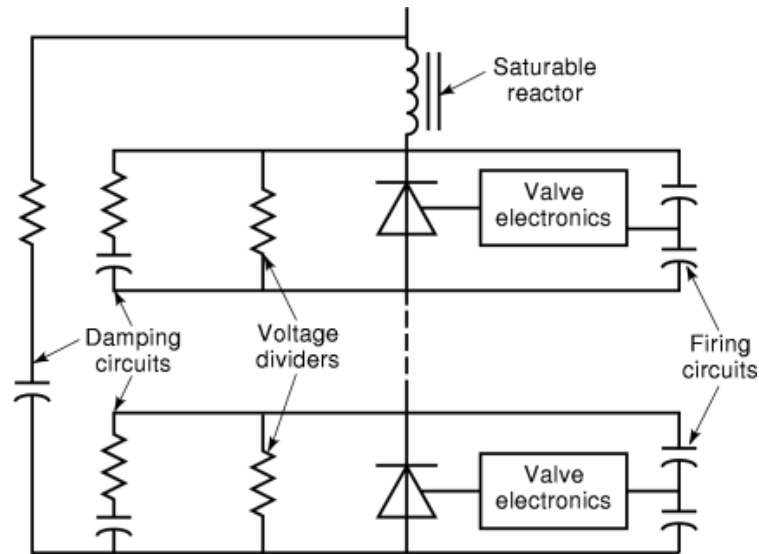 Saturable
reactor
Valve
electronics
Damping
circuits
Voltage
dividers
Firing
circuits
Valve
electronics